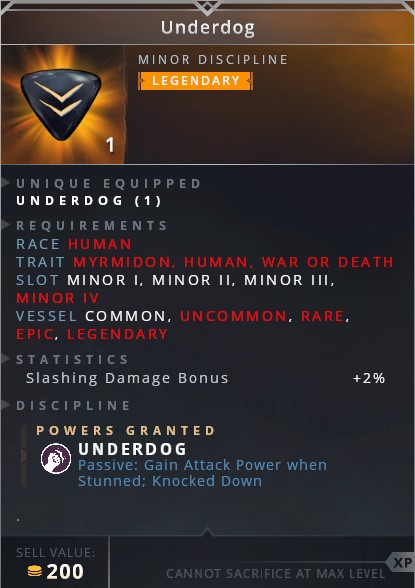 Underdog
MINOR DISCIPLINE
LEGENDARY
1
UNIQUE EQUIPPED
UNDERDOG (1)
REQUIREMENTS
RACE HUMAN
TRAIT MYRMIDON, HUMAN, WAR OR DEATH
SLOT MINOR I, MINOR II, MINOR III,
MINOR IV
VESSEL COMMON, UNCOMMON, RARE,
EPIC, LEGENDARY
STATISTICS
Slashing Damage Bonus +2%
DISCIPLINE
POWERS GRANTED
UNDERDOG
Passive: Gain Attack Power when
Stunned; Knocked Down
.
SELL VALUE:
200
CANNOT SACRIFICE AT MAX LEVEL XP